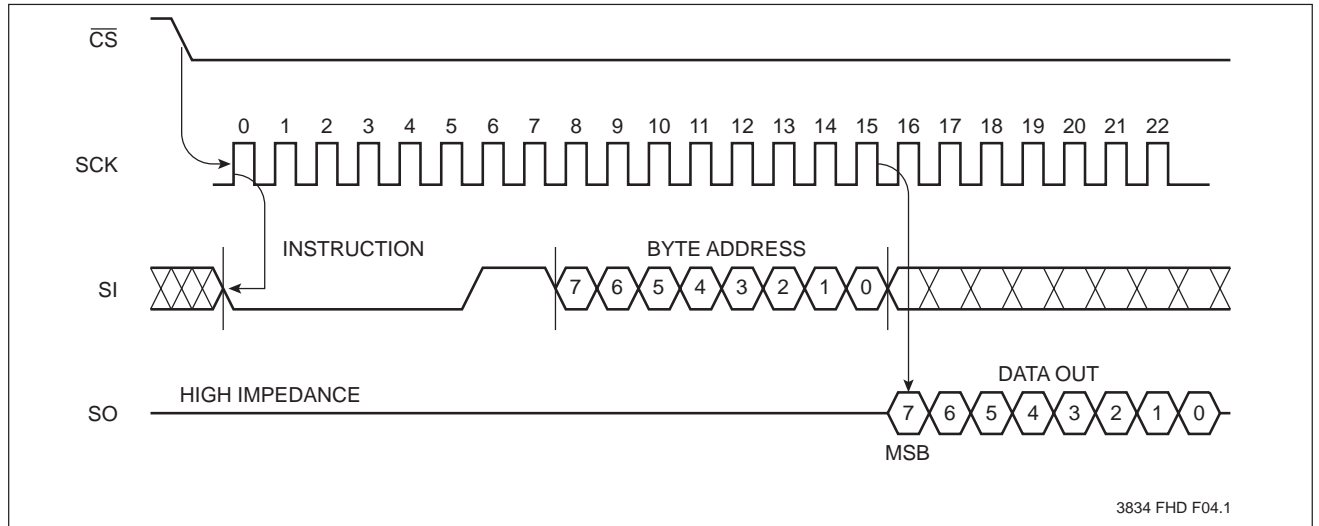 CS
0 1 2 3 4 5 6 7 8 9 10 11 12 13 14 15 16 17 18 19 20 21 22
SCK
INSTRUCTION BYTE ADDRESS
SI 7 6 5 4 3 2 1 0
HIGH IMPEDANCE DATA OUT
SO 7 6 5 4 3 2 1 0
MSB
3834 FHD F04.1